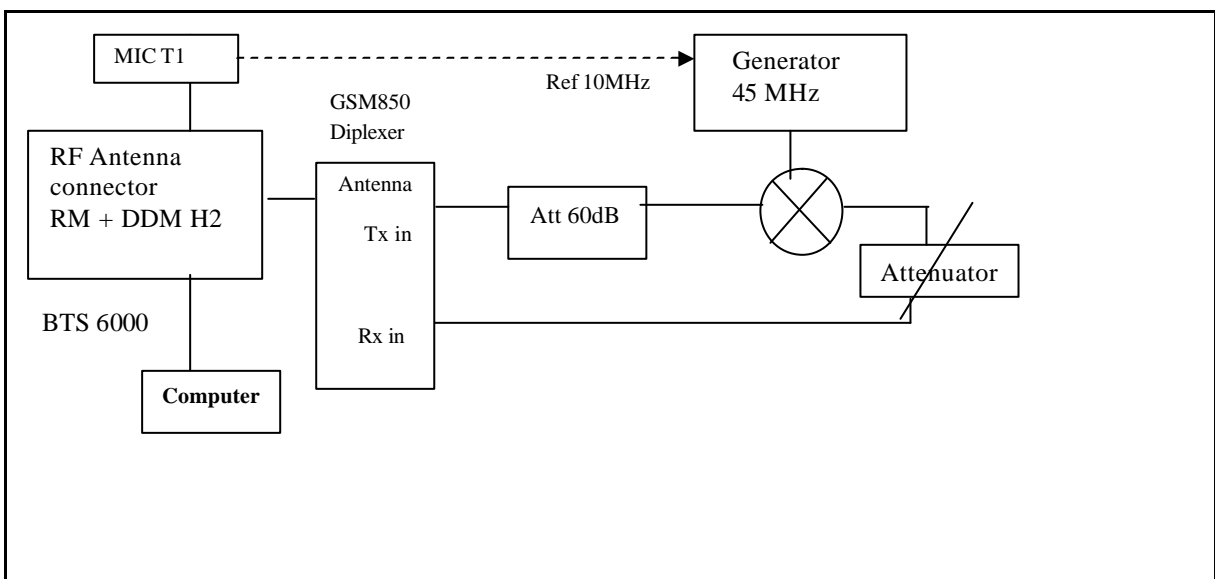 MIC T1
Generator
45 MHz
Ref 10MHz
GSM850
Diplexer
RF Antenna
connector
RM + DDM H2
Antenna
Tx in
Att 60dB
Attenuator
BTS 6000
Rx in
Computer